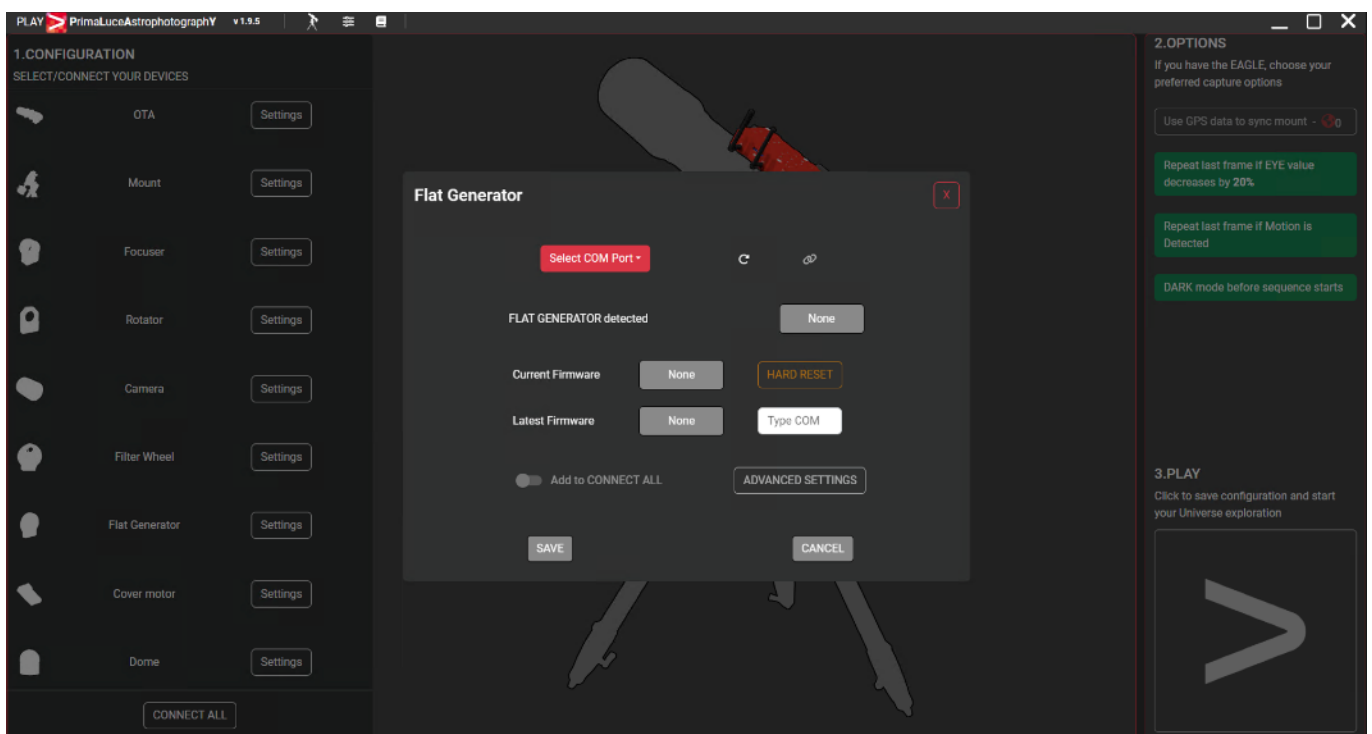 PLAY PrimaLuceAstrophotographY v 1.9.5
1.CONFIGURATION
SELECT/CONNECT YOUR DEVICES
OTA Settings
Mount Settings
Focuser Settings
Rotator Settings
Camera Settings
Filter Wheel Settings
Flat Generator Settings
Cover motor Settings
Dome Settings
CONNECT ALL
Flat Generator X
Select COM Port
FLAT GENERATOR detected None
Current Firmware None HARD RESET
Latest Firmware None Type COM
Add to CONNECT ALL ADVANCED SETTINGS
SAVE CANCEL
2.OPTIONS
If you have the EAGLE, choose your
preferred capture options
Use GPS data to sync mount - 0
Repeat last frame if EYE value
decreases by 20%
Repeat last frame if Motion is
Detected
DARK mode before sequence starts
3.PLAY
Click to save configuration and start
your Universe exploration